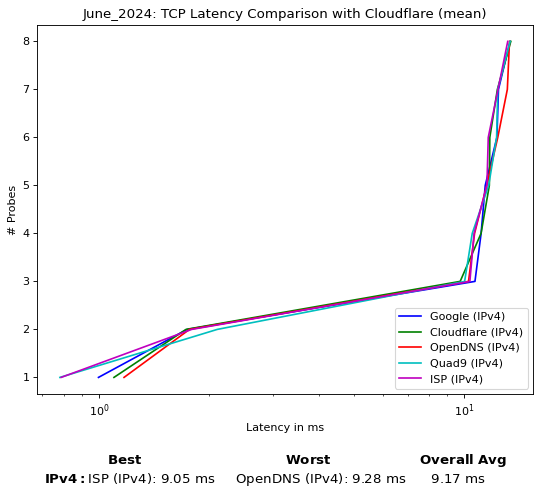 June_2024: TCP Latency Comparison with Cloudflare (mean)
8
7
6
5
4
3
2
1
# Probes
Google (IPv4)
Cloudflare (IPv4)
OpenDNS (IPv4)
Quad9 (IPv4)
ISP (IPv4)
10⁰ 10¹
Latency in ms
Best Worst Overall Avg
IPv4: ISP (IPv4): 9.05 ms OpenDNS (IPv4): 9.28 ms 9.17 ms